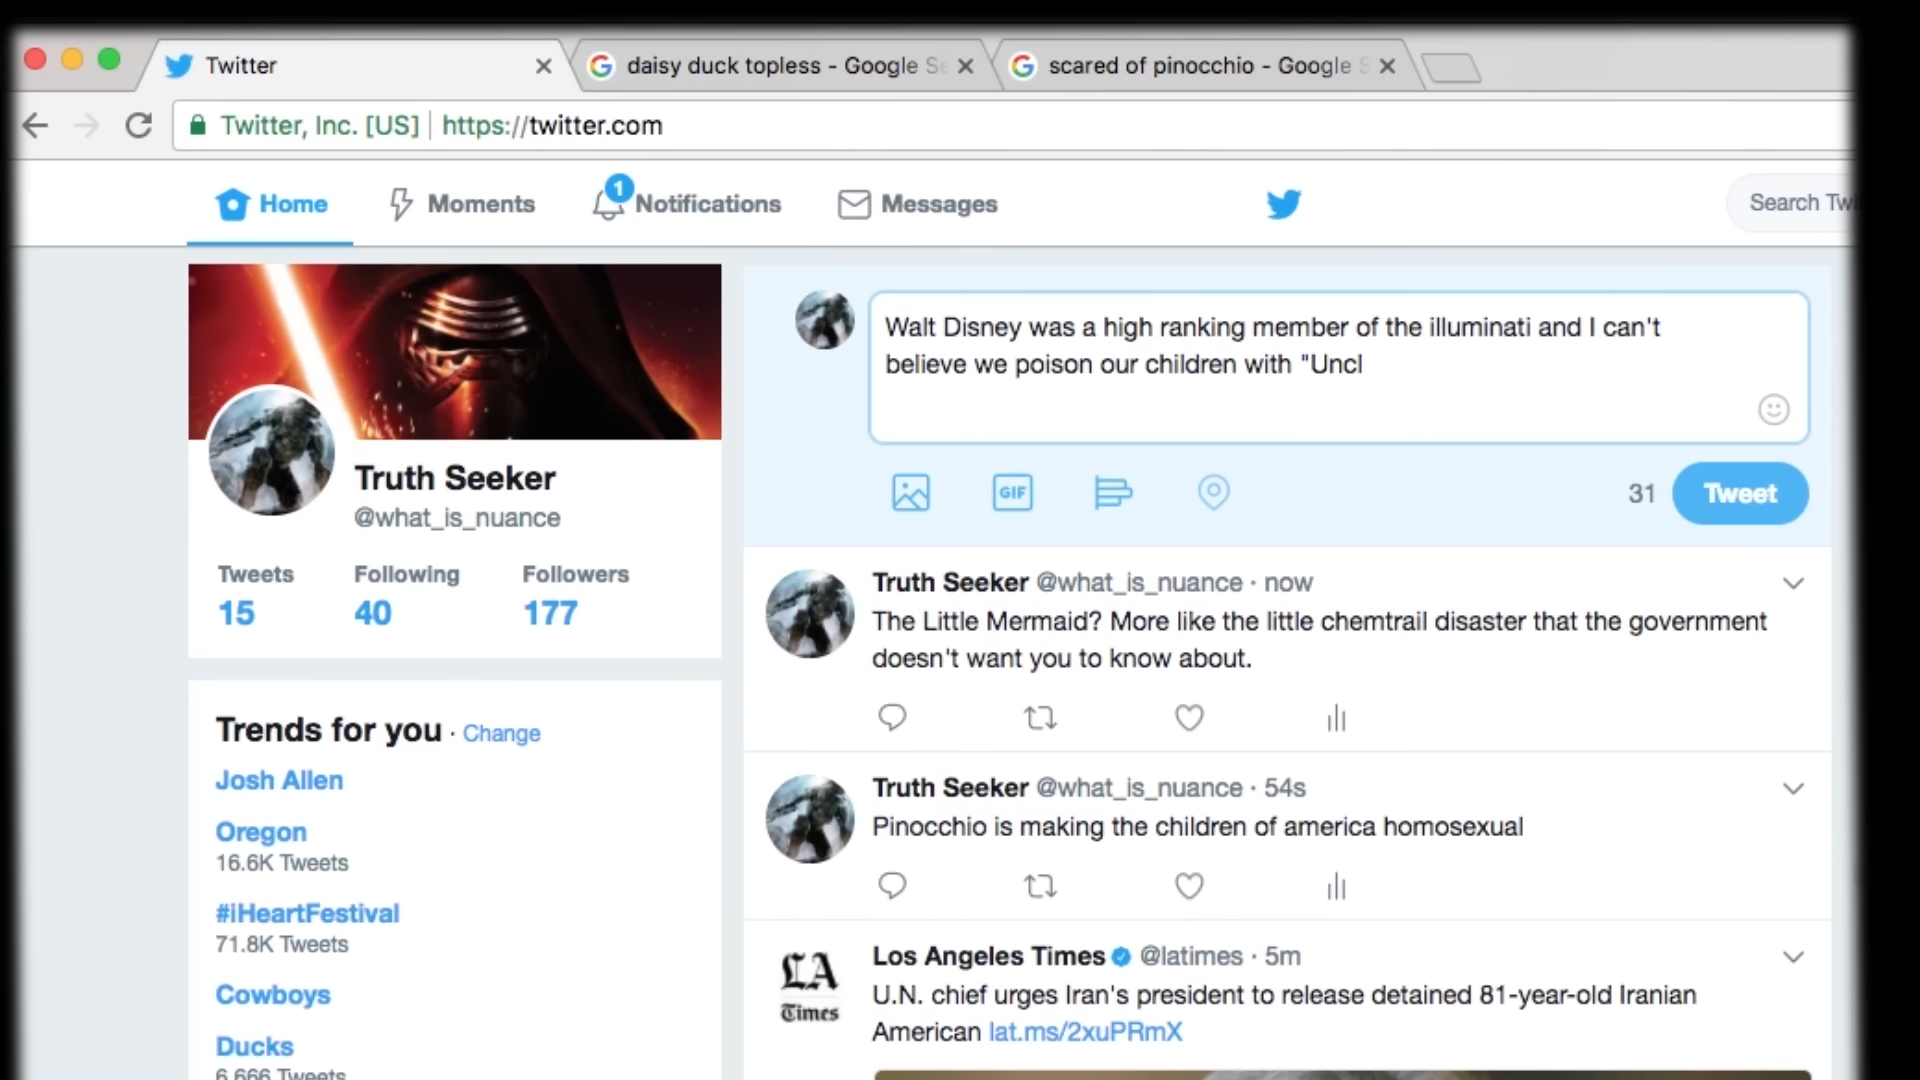 Twitter
daisy duck topless - Google Se
scared of pinocchio - Google S
Twitter, Inc. [US] | https://twitter.com
Home
Moments
1
Notifications
Messages
Search Twi
Walt Disney was a high ranking member of the illuminati and I can't
believe we poison our children with "Uncl
GIF
31
Tweet
Truth Seeker
@what_is_nuance
Tweets
Following
Followers
15
40
177
Trends for you · Change
Josh Allen
Oregon
16.6K Tweets
#iHeartFestival
71.8K Tweets
Cowboys
Ducks
6,666 Tweets
Truth Seeker @what_is_nuance · now
The Little Mermaid? More like the little chemtrail disaster that the government
doesn't want you to know about.
Truth Seeker @what_is_nuance · 54s
Pinocchio is making the children of america homosexual
LA
Times
Los Angeles Times @latimes · 5m
U.N. chief urges Iran's president to release detained 81-year-old Iranian
American lat.ms/2xuPRmX